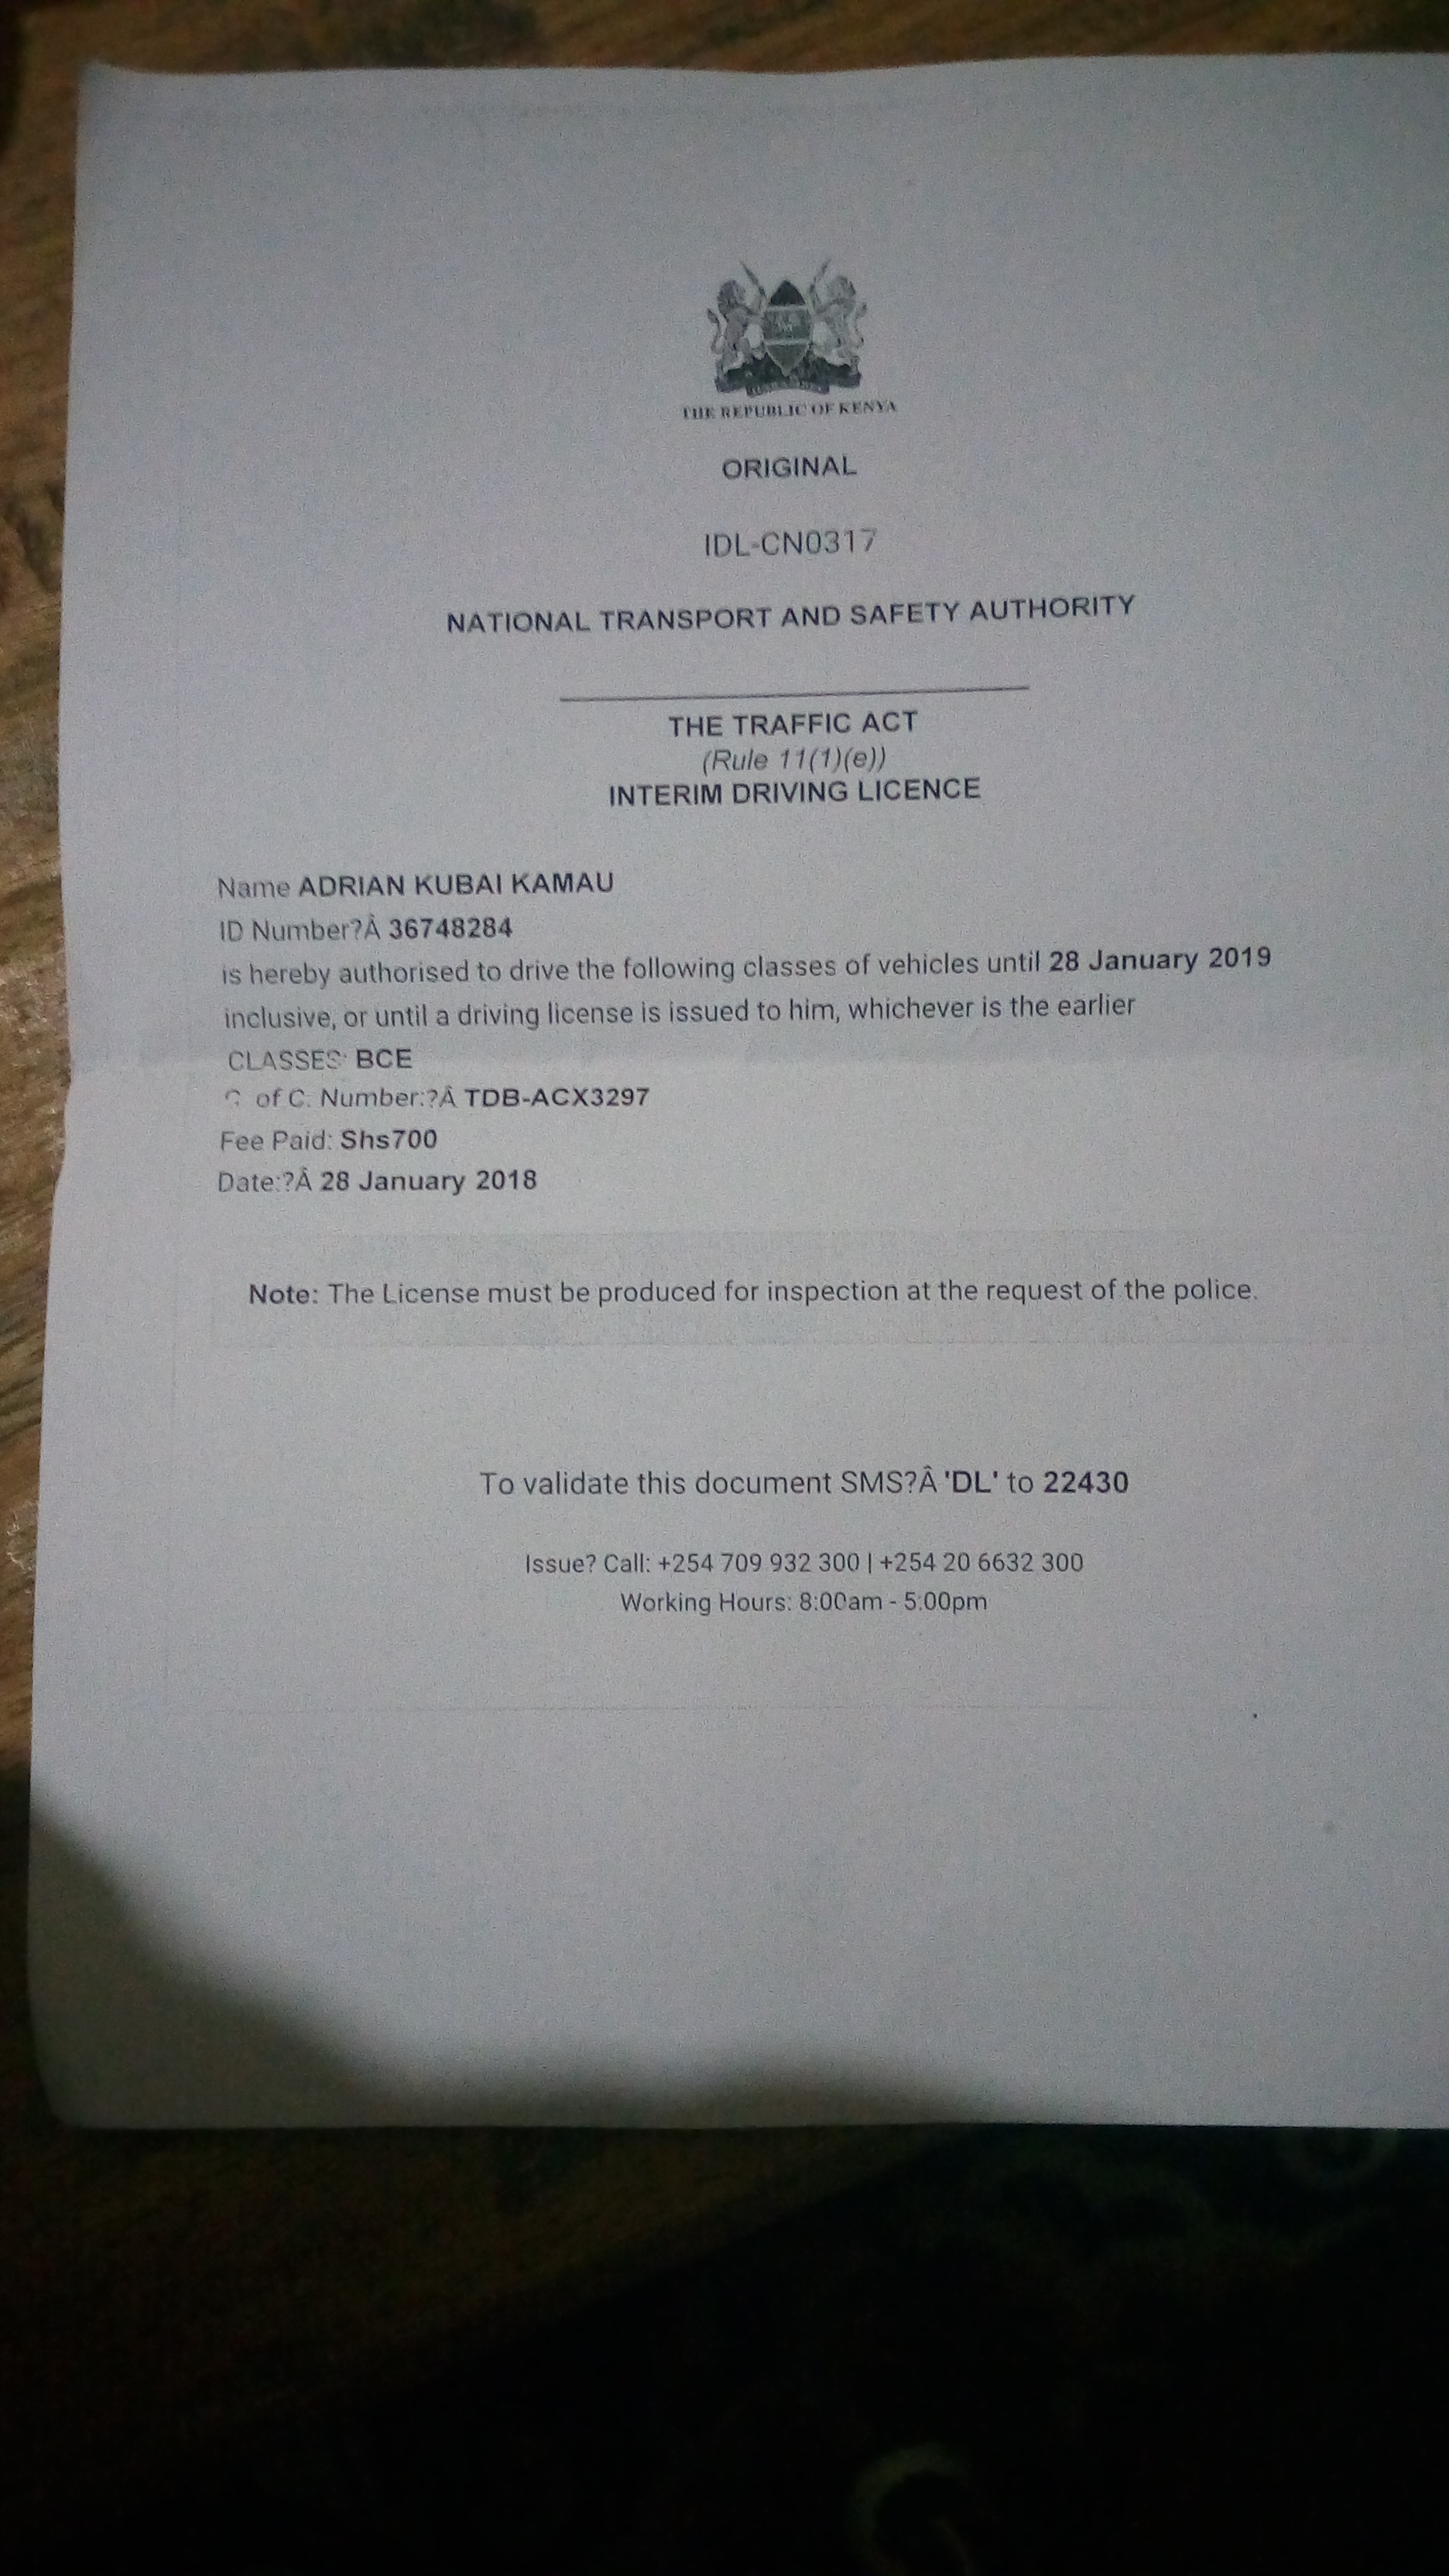 THE REPUBLIC OF KENYA
ORIGINAL
IDL-CN0317
NATIONAL TRANSPORT AND SAFETY AUTHORITY
THE TRAFFIC ACT
(Rule 11(1)(e))
INTERIM DRIVING LICENCE
Name ADRIAN KUBAI KAMAU
ID Number?Â 36748284
is hereby authorised to drive the following classes of vehicles until 28 January 2019
inclusive, or until a driving license is issued to him, whichever is the earlier
CLASSES: BCE
C of C. Number:?Â TDB-ACX3297
Fee Paid: Shs700
Date:?Â 28 January 2018
Note: The License must be produced for inspection at the request of the police.
To validate this document SMS?Â 'DL' to 22430
Issue? Call: +254 709 932 300 | +254 20 6632 300
Working Hours: 8:00am - 5:00pm